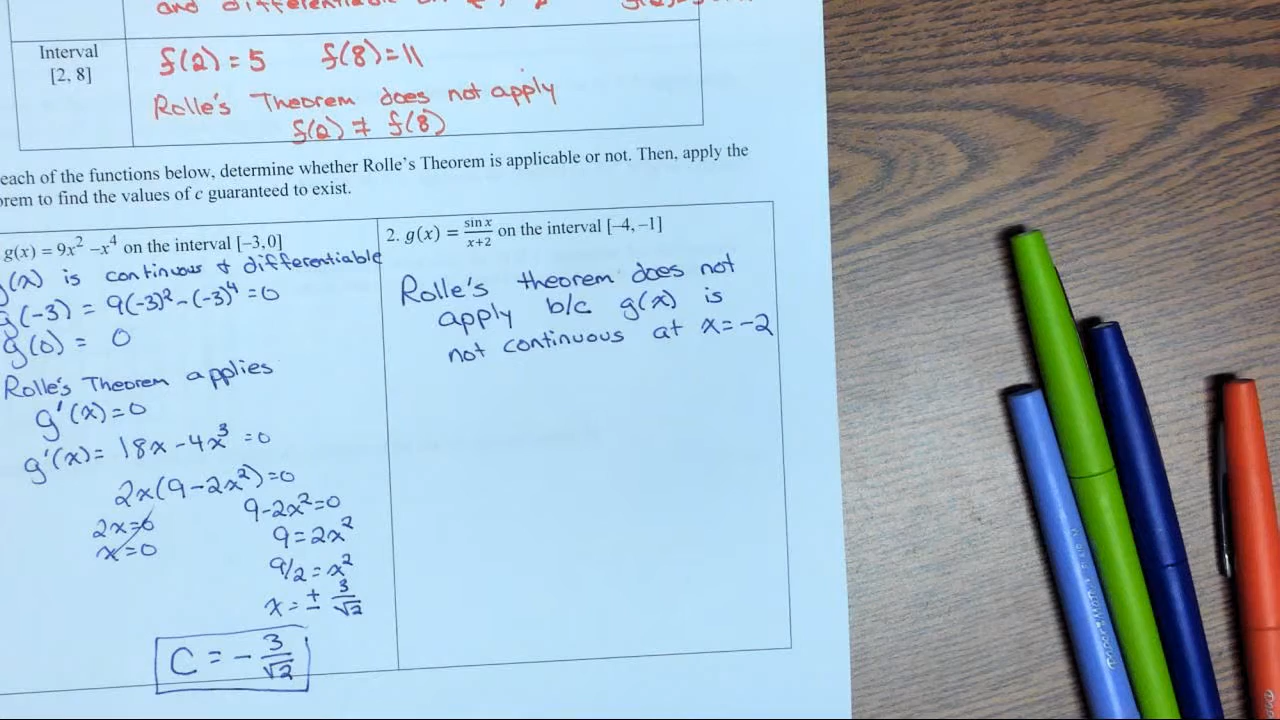 and differentiable on
Interval
[2, 8]
f(2) = 5 f(8) = 11
Rolle's Theorem does not apply
f(2) ≠ f(8)
each of the functions below, determine whether Rolle's Theorem is applicable or not. Then, apply the
orem to find the values of c guaranteed to exist.
g(x) = 9x² –x⁴ on the interval [–3,0]
g(x) is continuous & differentiable
g(-3) = 9(-3)² - (-3)⁴ = 0
g(0) = 0
Rolle's Theorem applies
g'(x) = 0
g'(x) = 18x - 4x³ = 0
2x(9 - 2x²) = 0
2x=0
x=0
9 - 2x² = 0
9 = 2x²
9/2 = x²
x = ± 3/√2
C = - 3/√2
2. g(x) = sin x/x+2 on the interval [–4, –1]
Rolle's theorem does not
apply b/c g(x) is
not continuous at x = -2